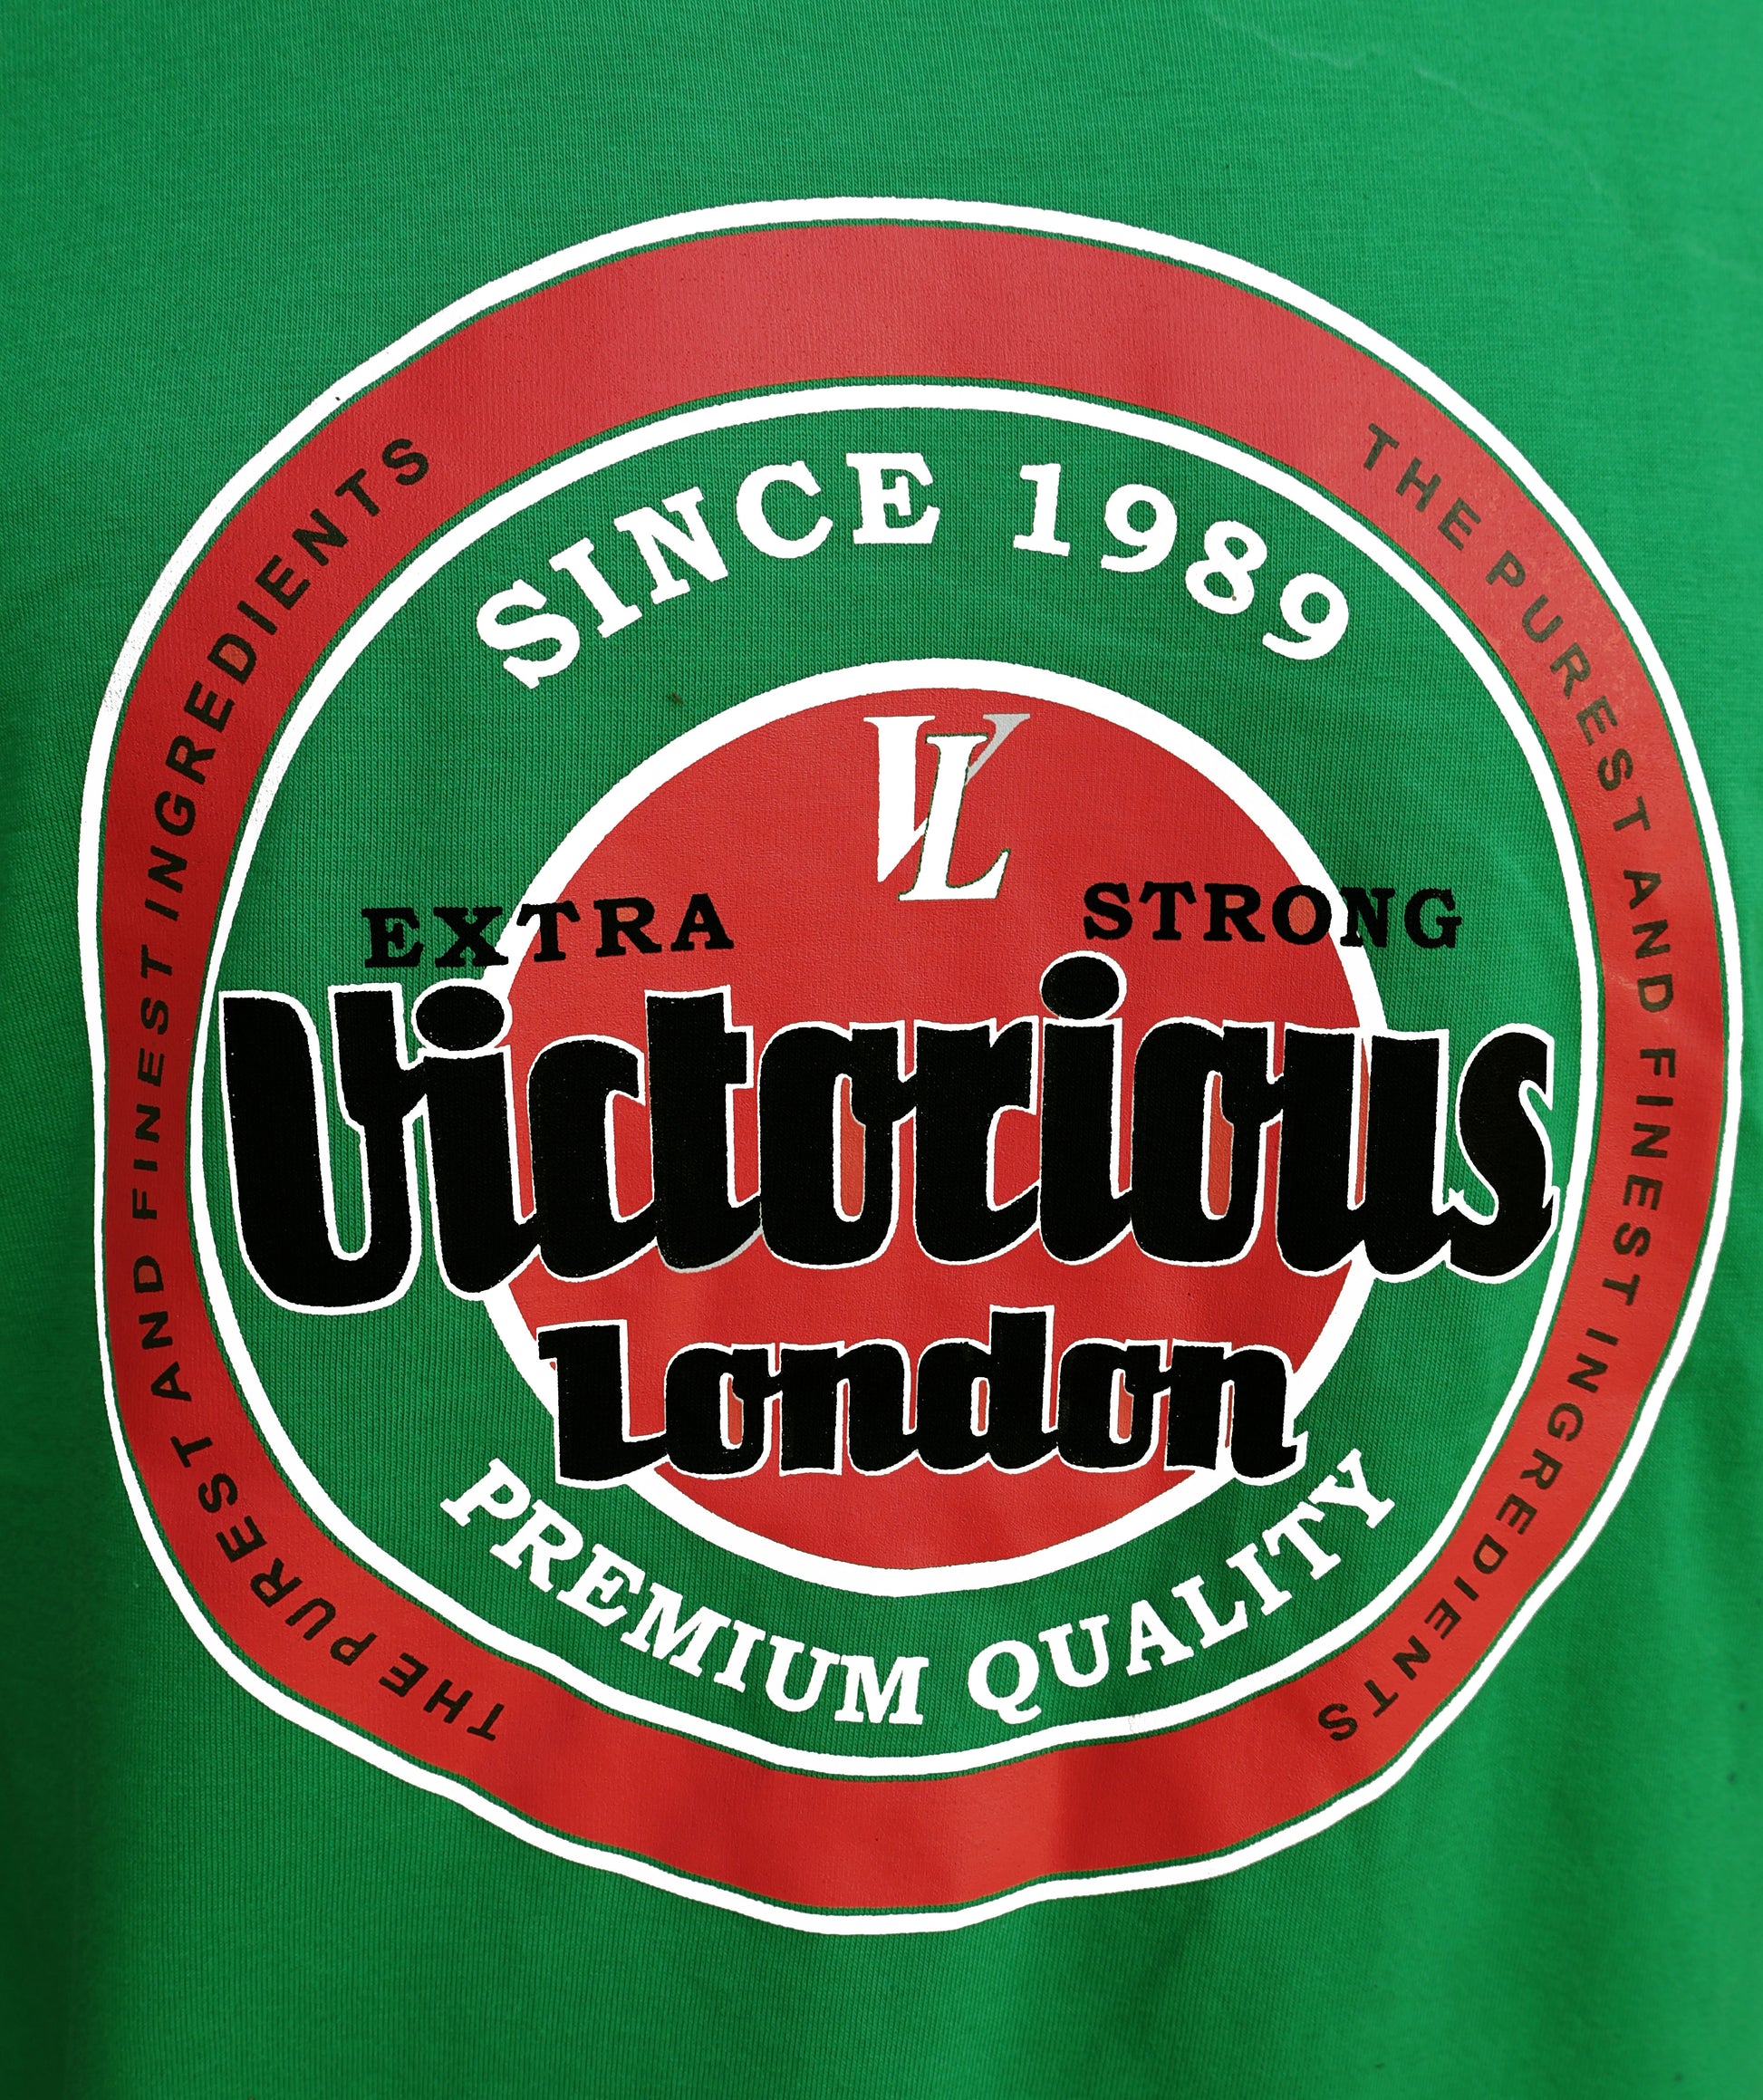 SINCE 1989
VL
EXTRA STRONG
Victorious
London
PREMIUM QUALITY
THE PUREST AND FINEST INGREDIENTS
THE PUREST AND FINEST INGREDIENTS